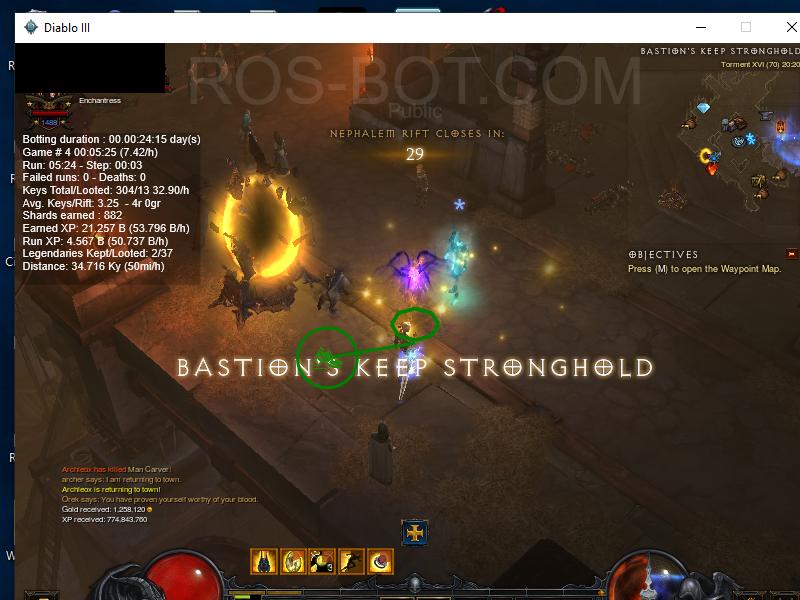 Diablo III
R
BASTION'S KEEP STRONGHOLD
Torment XVI (70) 20:20
ROS-BOT.COM
Public
Enchantress
1488
NEPHALEM RIFT CLOSES IN:
29
Botting duration : 00.00:24:15 day(s)
Game # 4 00:05:25 (7.42/h)
Run: 05:24 - Step: 00:03
Failed runs: 0 - Deaths: 0
Keys Total/Looted: 304/13 32.90/h
Avg. Keys/Rift: 3.25 - 4r 0gr
Shards earned : 882
Earned XP: 21.257 B (53.796 B/h)
Run XP: 4.567 B (50.737 B/h)
Legendaries Kept/Looted: 2/37
Distance: 34.716 Ky (50mi/h)
OBJECTIVES
Press (M) to open the Waypoint Map.
BASTION'S KEEP STRONGHOLD
Archieox has killed Man Carver!
archer says: I am returning to town.
Archieox is returning to town!
Orek says: You have proven yourself worthy of your blood.
Gold received: 1,258,120
XP received: 774,843,760
R
W